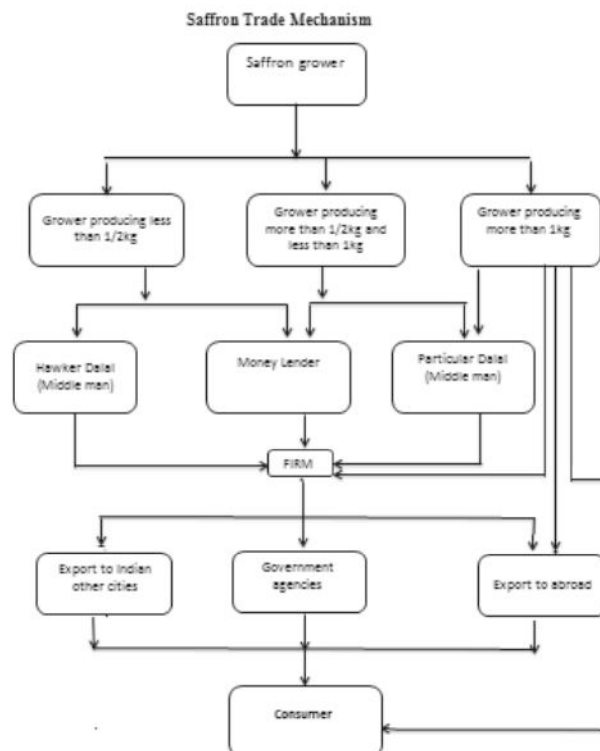 Saffron Trade Mechanism
Saffron grower
Grower producing less
than 1/2kg
Grower producing
more than 1/2kg and
less than 1kg
Grower producing
more than 1kg
Hawker Dalal
(Middle man)
Money Lender
Particular Dalal
(Middle man)
FIRM
Export to Indian
other cities
Government
agencies
Export to abroad
Consumer